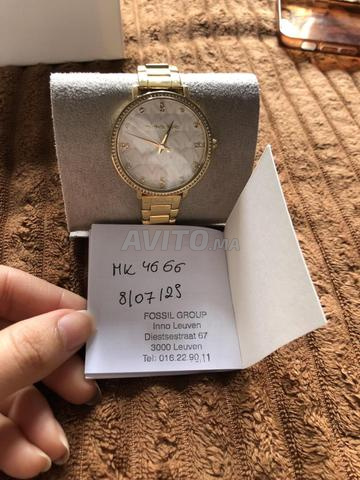 AVITO.MA
MK 4666
8/07/23
FOSSIL GROUP
Inno Leuven
Diestsestraat 67
3000 Leuven
Tel: 016.22.90.11